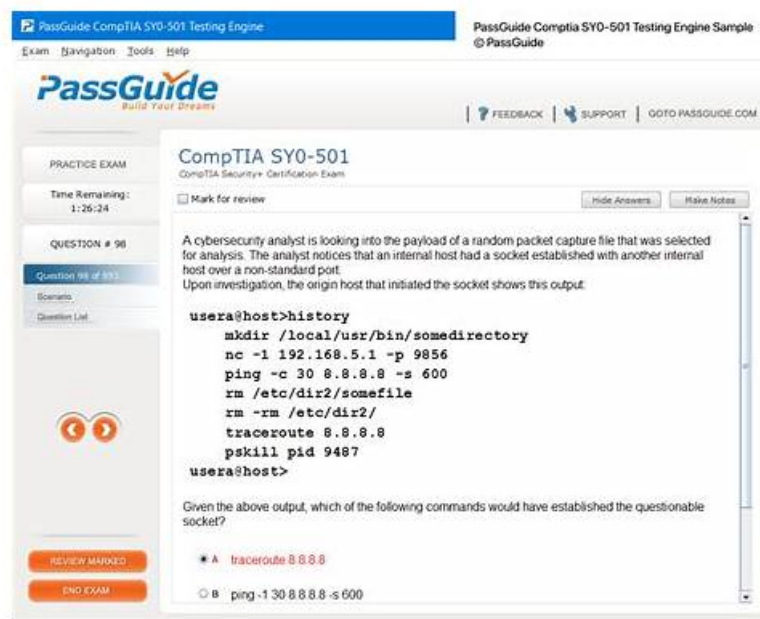 PassGuide CompTIA SY0-501 Testing Engine
PassGuide Comptia SY0-501 Testing Engine Sample
© PassGuide
Exam Navigation Tools Help
PassGuide
Build Your Dreams
FEEDBACK | SUPPORT | GOTO PASSGUIDE.COM
PRACTICE EXAM
Time Remaining:
1:26:24
QUESTION # 98
Question 98 of 993
Scenario
Question List
REVIEW MARKED
END EXAM
CompTIA SY0-501
CompTIA Security+ Certification Exam
Mark for review
Hide Answers
Make Notes
A cybersecurity analyst is looking into the payload of a random packet capture file that was selected
for analysis. The analyst notices that an internal host had a socket established with another internal
host over a non-standard port.
Upon investigation, the origin host that initiated the socket shows this output:
usera@host>history
mkdir /local/usr/bin/somedirectory
nc -1 192.168.5.1 -p 9856
ping -c 30 8.8.8.8 -s 600
rm /etc/dir2/somefile
rm -rm /etc/dir2/
traceroute 8.8.8.8
pskill pid 9487
usera@host>
Given the above output, which of the following commands would have established the questionable
socket?
A traceroute 8.8.8.8
B ping -1 30 8.8.8.8 -s 600